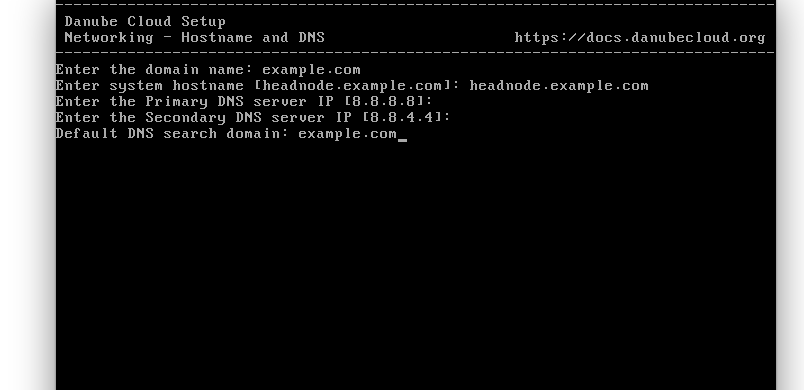 Danube Cloud Setup
Networking - Hostname and DNS https://docs.danubecloud.org
Enter the domain name: example.com
Enter system hostname [headnode.example.com]: headnode.example.com
Enter the Primary DNS server IP [8.8.8.8]:
Enter the Secondary DNS server IP [8.8.4.4]:
Default DNS search domain: example.com_